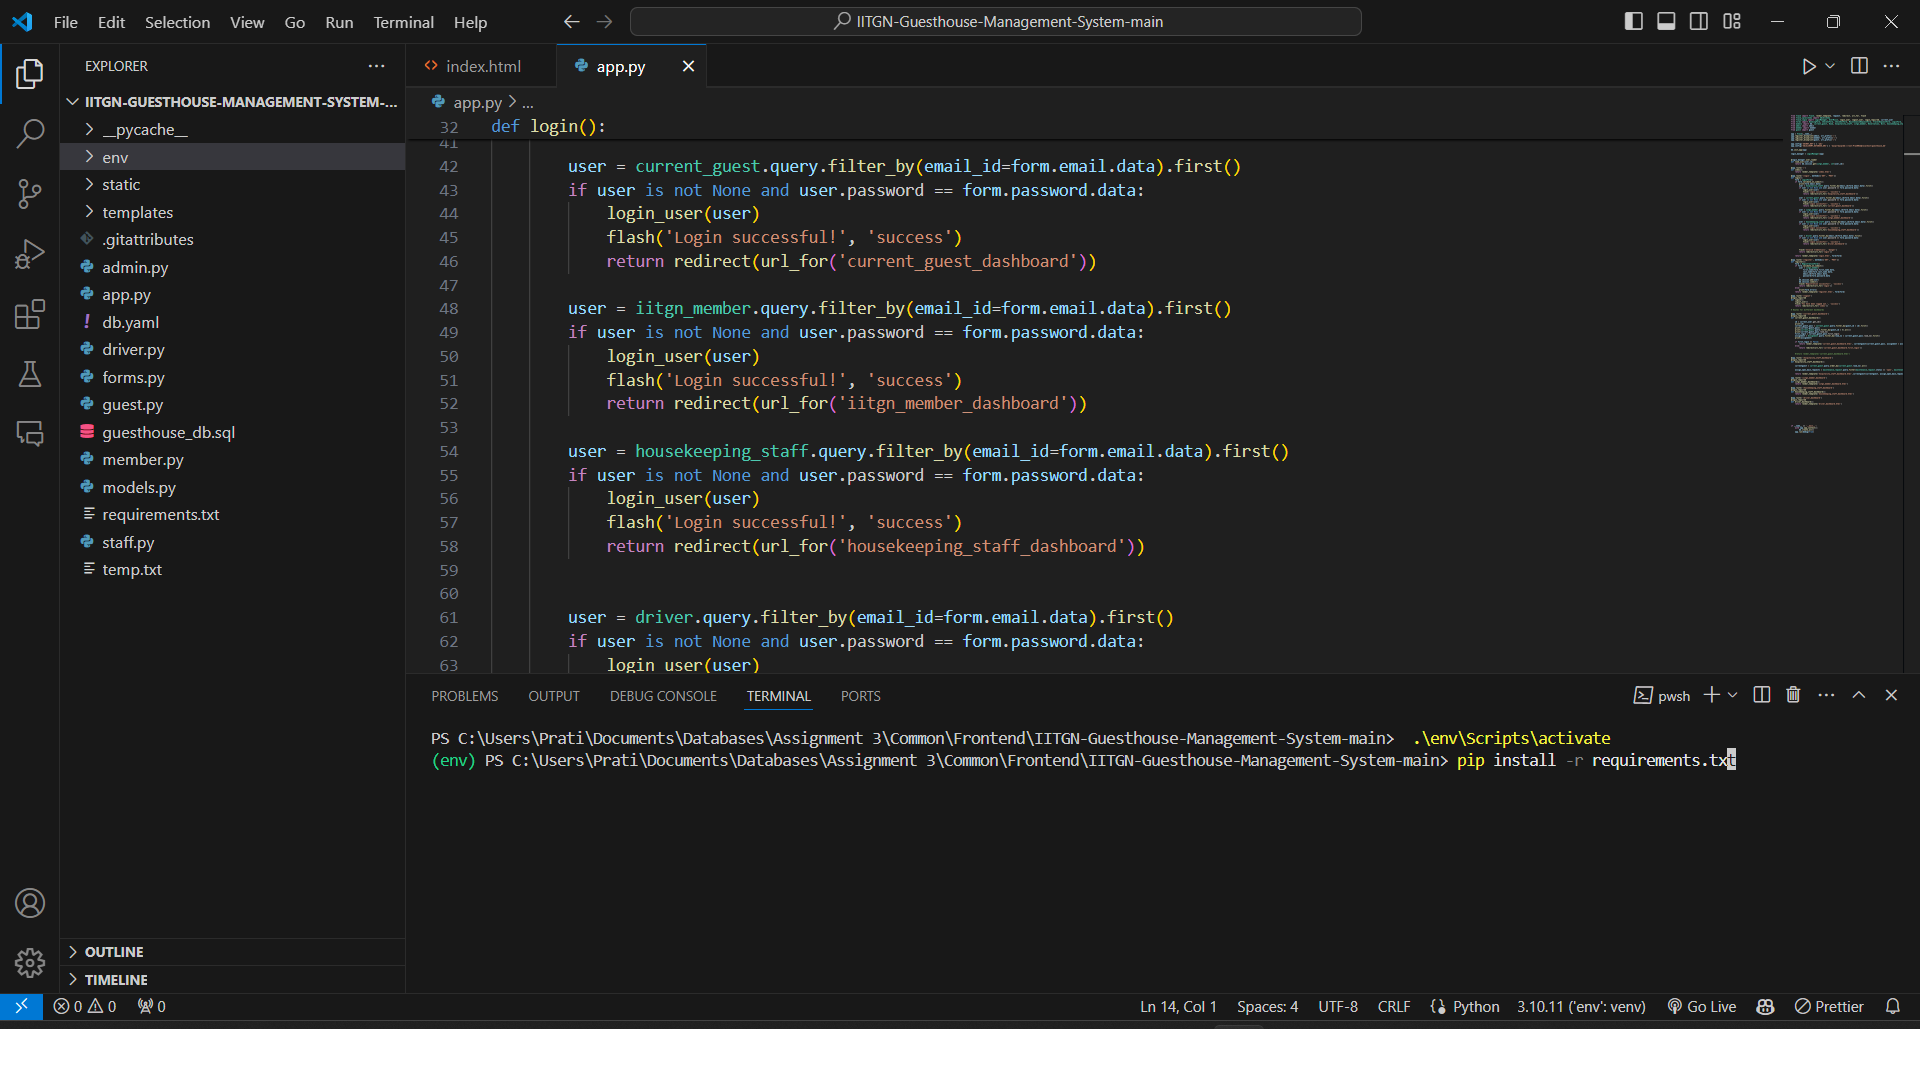 File Edit Selection View Go Run Terminal Help
IITGN-Guesthouse-Management-System-main
EXPLORER
IITGN-GUESTHOUSE-MANAGEMENT-SYSTEM-...
__pycache__
env
static
templates
.gitattributes
admin.py
app.py
db.yaml
driver.py
forms.py
guest.py
guesthouse_db.sql
member.py
models.py
requirements.txt
staff.py
temp.txt
OUTLINE
TIMELINE
index.html
app.py
app.py > ...
32 def login():
41
42 user = current_guest.query.filter_by(email_id=form.email.data).first()
43 if user is not None and user.password == form.password.data:
44 login_user(user)
45 flash('Login successful!', 'success')
46 return redirect(url_for('current_guest_dashboard'))
47
48 user = iitgn_member.query.filter_by(email_id=form.email.data).first()
49 if user is not None and user.password == form.password.data:
50 login_user(user)
51 flash('Login successful!', 'success')
52 return redirect(url_for('iitgn_member_dashboard'))
53
54 user = housekeeping_staff.query.filter_by(email_id=form.email.data).first()
55 if user is not None and user.password == form.password.data:
56 login_user(user)
57 flash('Login successful!', 'success')
58 return redirect(url_for('housekeeping_staff_dashboard'))
59
60
61 user = driver.query.filter_by(email_id=form.email.data).first()
62 if user is not None and user.password == form.password.data:
63 login_user(user)
PROBLEMS OUTPUT DEBUG CONSOLE TERMINAL PORTS
pwsh
PS C:\Users\Prati\Documents\Databases\Assignment 3\Common\Frontend\IITGN-Guesthouse-Management-System-main> .\env\Scripts\activate
(env) PS C:\Users\Prati\Documents\Databases\Assignment 3\Common\Frontend\IITGN-Guesthouse-Management-System-main> pip install -r requirements.txt
0 0 0
Ln 14, Col 1 Spaces: 4 UTF-8 CRLF Python 3.10.11 ('env': venv) Go Live Prettier